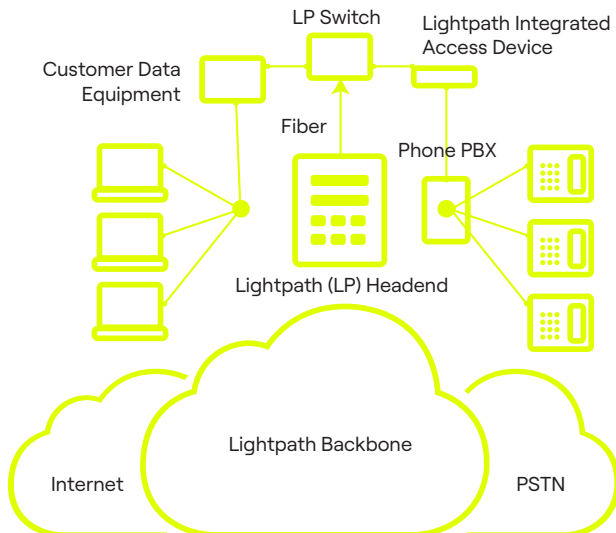 LP Switch
Lightpath Integrated
Access Device
Customer Data
Equipment
Fiber
Phone PBX
Lightpath (LP) Headend
Lightpath Backbone
Internet
PSTN